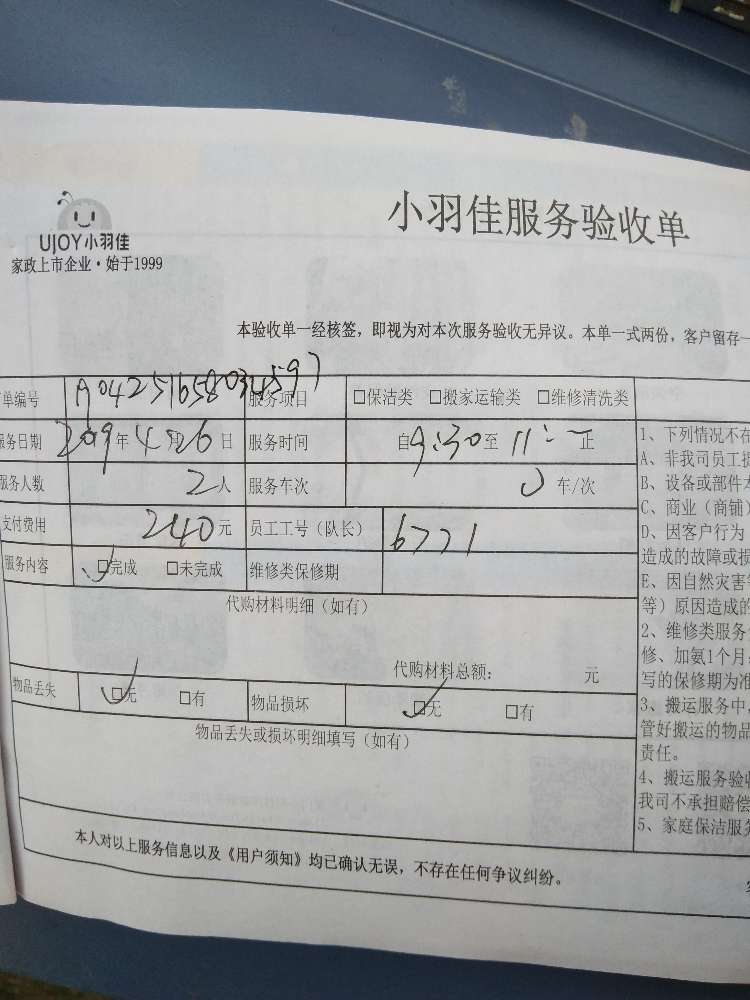 UJOY小羽佳
家政上市企业·始于1999
小羽佳服务验收单
本验收单一经核签，即视为对本次服务验收无异议。本单一式两份，客户留存一
单编号 服务项目 □保洁类 □搬家运输类 □维修清洗类
服务日期 2019年4月26日 服务时间 自9:30至11:一正
服务人数 2人 服务车次 0车/次
支付费用 240元 员工工号（队长） 6771
服务内容 ☑完成 □未完成 维修类保修期
代购材料明细（如有）
代购材料总额： 元
物品丢失 ☑无 □有 物品损坏 ☑无 □有
物品丢失或损坏明细填写（如有）
本人对以上服务信息以及《用户须知》均已确认无误，不存在任何争议纠纷。
1、下列情况不在
A、非我司员工
B、设备或部件本
C、商业（商铺）
D、因客户行为
造成的故障或损
E、因自然灾害
等）原因造成的
2、维修类服务
修、加氨1个月
写的保修期为准
3、搬运服务中，
管好搬运的物品
责任。
4、搬运服务验收
我司不承担赔偿
5、家庭保洁服务